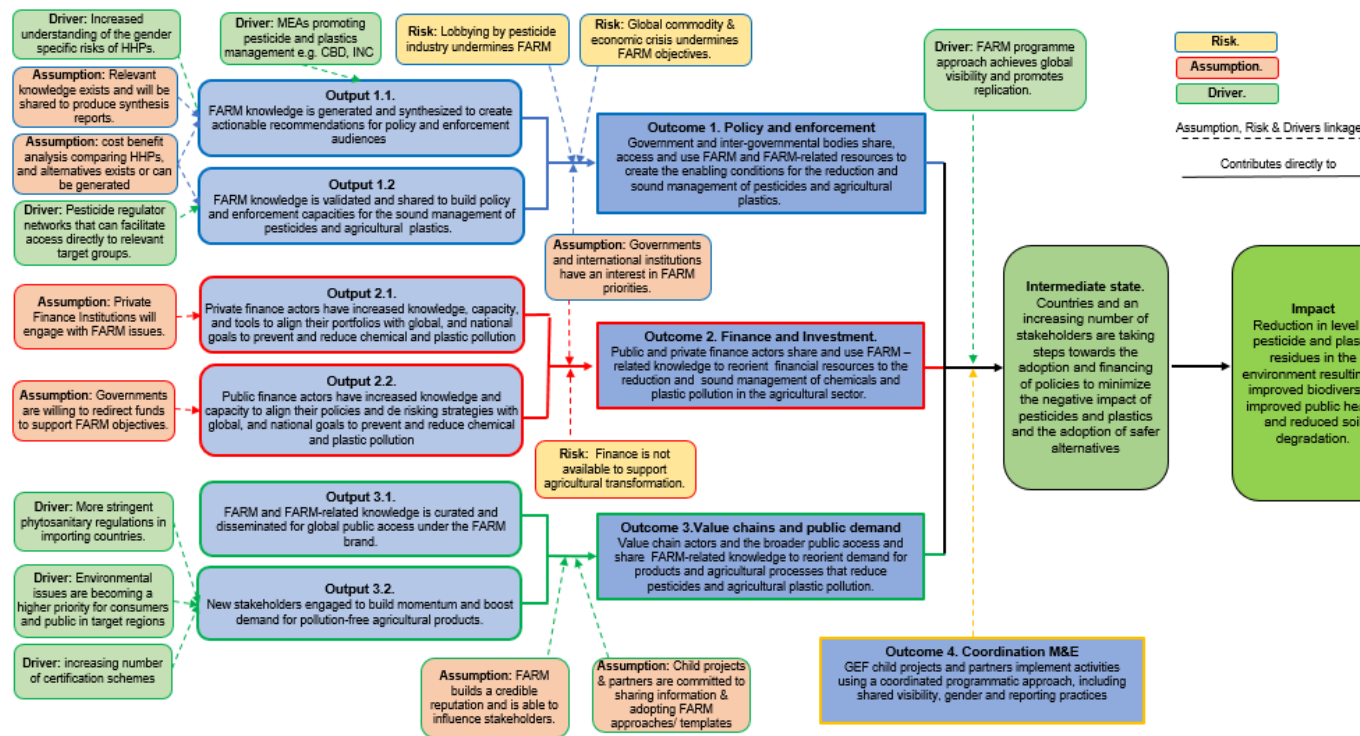 Driver: Increased
understanding of the gender
specific risks of HHPs.
Assumption: Relevant
knowledge exists and will be
shared to produce synthesis
reports.
Assumption: cost benefit
analysis comparing HHPs,
and alternatives exists or can
be generated
Driver: Pesticide regulator
networks that can facilitate
access directly to relevant
target groups.
Assumption: Private
Finance Institutions will
engage with FARM issues.
Assumption: Governments
are willing to redirect funds
to support FARM objectives.
Driver: More stringent
phytosanitary regulations in
importing countries.
Driver: Environmental
issues are becoming a
higher priority for consumers
and public in target regions
Driver: increasing number
of certification schemes
Driver: MEAs promoting
pesticide and plastics
management e.g. CBD, INC
Output 1.1.
FARM knowledge is generated and synthesized to create
actionable recommendations for policy and enforcement
audiences
Output 1.2
FARM knowledge is validated and shared to build policy
and enforcement capacities for the sound management of
pesticides and agricultural plastics.
Output 2.1.
Private finance actors have increased knowledge, capacity,
and tools to align their portfolios with global, and national
goals to prevent and reduce chemical and plastic pollution
Output 2.2.
Public finance actors have increased knowledge and
capacity to align their policies and de risking strategies with
global, and national goals to prevent and reduce chemical
and plastic pollution
Output 3.1.
FARM and FARM-related knowledge is curated and
disseminated for global public access under the FARM
brand.
Output 3.2.
New stakeholders engaged to build momentum and boost
demand for pollution-free agricultural products.
Risk: Lobbying by pesticide
industry undermines FARM
Risk: Global commodity &
economic crisis undermines
FARM objectives.
Assumption: Governments
and international institutions
have an interest in FARM
priorities.
Risk: Finance is not
available to support
agricultural transformation.
Assumption: FARM
builds a credible
reputation and is able to
influence stakeholders.
Assumption: Child projects
& partners are committed to
sharing information &
adopting FARM
approaches/ templates
Outcome 1. Policy and enforcement
Government and inter-governmental bodies share,
access and use FARM and FARM-related resources to
create the enabling conditions for the reduction and
sound management of pesticides and agricultural
plastics.
Outcome 2. Finance and Investment.
Public and private finance actors share and use FARM –
related knowledge to reorient financial resources to the
reduction and sound management of chemicals and
plastic pollution in the agricultural sector.
Outcome 3.Value chains and public demand
Value chain actors and the broader public access and
share FARM-related knowledge to reorient demand for
products and agricultural processes that reduce
pesticides and agricultural plastic pollution.
Outcome 4. Coordination M&E
GEF child projects and partners implement activities
using a coordinated programmatic approach, including
shared visibility, gender and reporting practices
Driver: FARM programme
approach achieves global
visibility and promotes
replication.
Intermediate state.
Countries and an
increasing number of
stakeholders are taking
steps towards the
adoption and financing
of policies to minimize
the negative impact of
pesticides and plastics
and the adoption of safer
alternatives
Risk.
Assumption.
Driver.
Assumption, Risk & Drivers linkage
Contributes directly to
Impact
Reduction in level
pesticide and plas
residues in the
environment resulting
improved biodivers
improved public hea
and reduced soi
degradation.